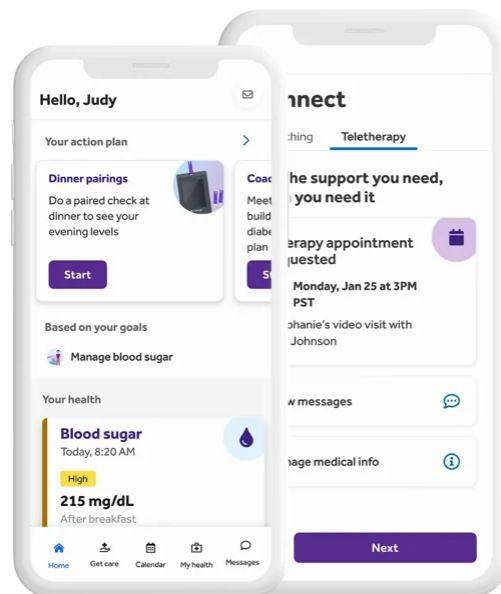 Hello, Judy
Your action plan
Dinner pairings
Do a paired check at
dinner to see your
evening levels
Start
Coac
Meet
build
diabe
plan
St
Based on your goals
Manage blood sugar
Your health
Blood sugar
Today, 8:20 AM
High
215 mg/dL
After breakfast
Home
Get care
Calendar
My health
Messages
nnect
ching
Teletherapy
he support you need,
you need it
erapy appointment
uested
Monday, Jan 25 at 3PM
PST
phanie's video visit with
Johnson
w messages
nage medical info
Next